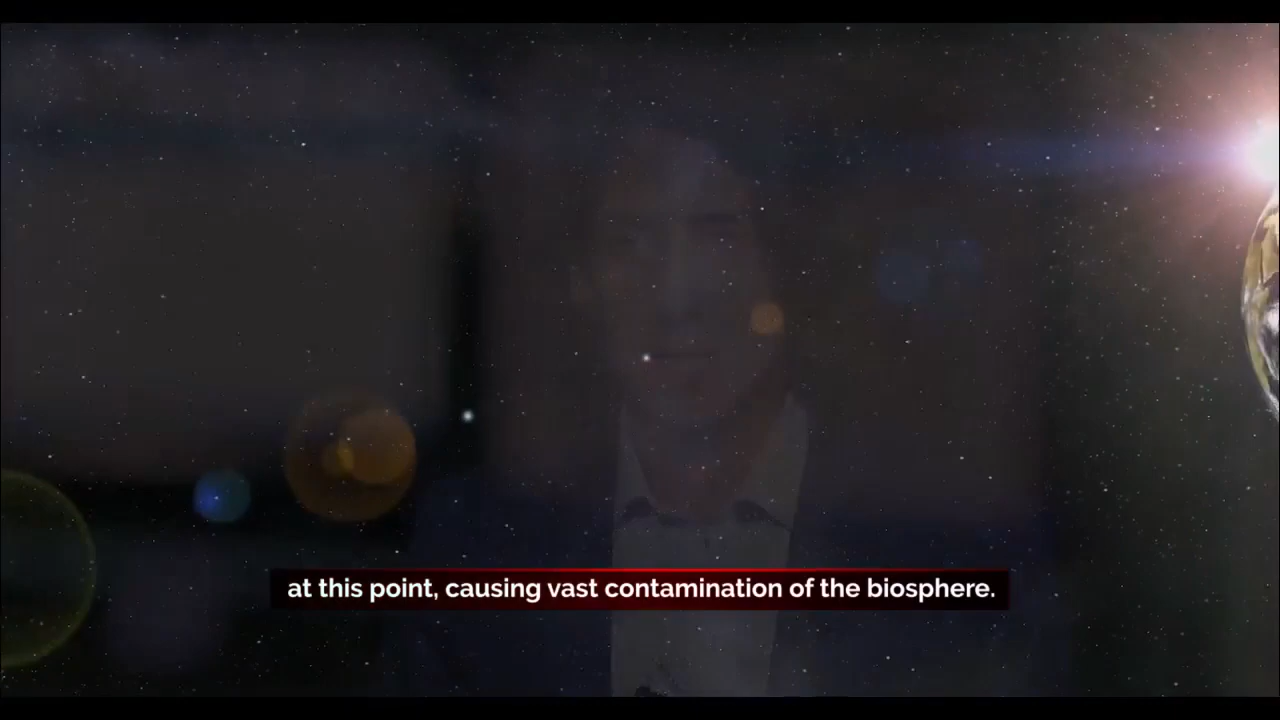 at this point, causing vast contamination of the biosphere.